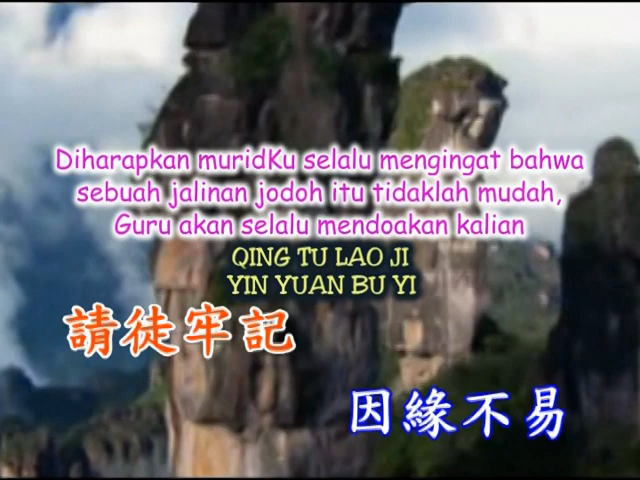 Diharapkan muridKu selalu mengingat bahwa
sebuah jalinan jodoh itu tidaklah mudah,
Guru akan selalu mendoakan kalian
QING TU LAO JI
YIN YUAN BU YI
請徒牢記
因緣不易